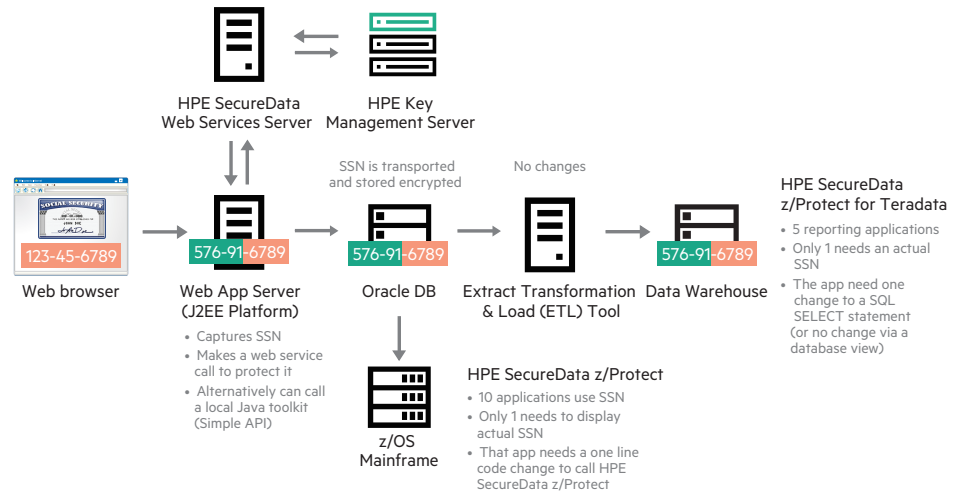 HPE SecureData
Web Services Server
HPE Key
Management Server
SSN is transported
and stored encrypted
No changes
SOCIAL SECURITY
123-45-6789
Web browser
576-91-6789
Web App Server
(J2EE Platform)
• Captures SSN
• Makes a web service
call to protect it
• Alternatively can call
a local Java toolkit
(Simple API)
576-91-6789
Oracle DB
Extract Transformation
& Load (ETL) Tool
576-91-6789
Data Warehouse
HPE SecureData
z/Protect for Teradata
• 5 reporting applications
• Only 1 needs an actual
SSN
• The app need one
change to a SQL
SELECT statement
(or no change via a
database view)
z/OS
Mainframe
HPE SecureData z/Protect
• 10 applications use SSN
• Only 1 needs to display
actual SSN
• That app needs a one line
code change to call HPE
SecureData z/Protect